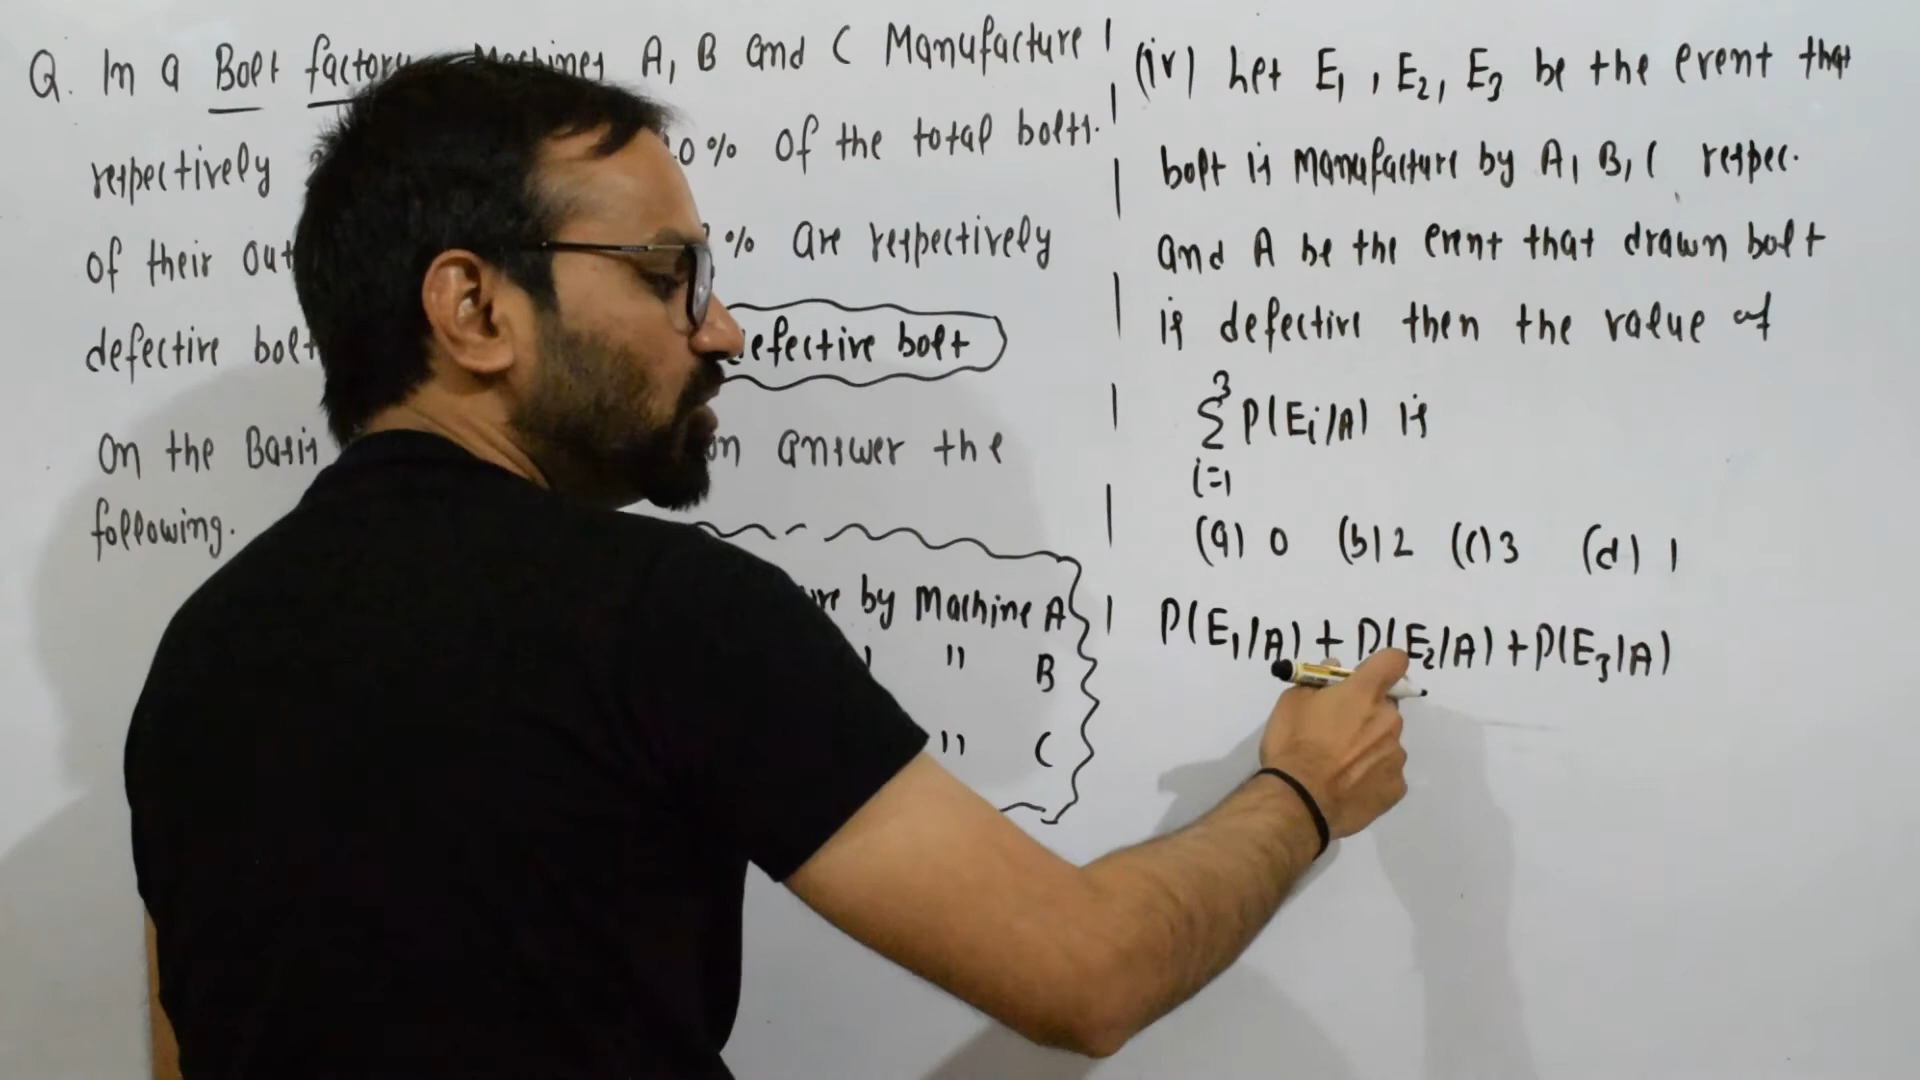 Q. In a Bolt factory A, B and C Manufacture
respectively 0% of the total bolts.
of their out % are respectively
defective bolt defective bolt
On the Basis answer the
following.
by Machine A
" B
" C
(iv) Let E1, E2, E3 be the event that
bolt is Manufacture by A, B, C respec.
and A be the event that drawn bolt
is defective then the value of
3
Σ P(Ei/A) is
i=1
(a) 0 (b) 2 (c) 3 (d) 1
P(E1/A) + P(E2/A) + P(E3/A)